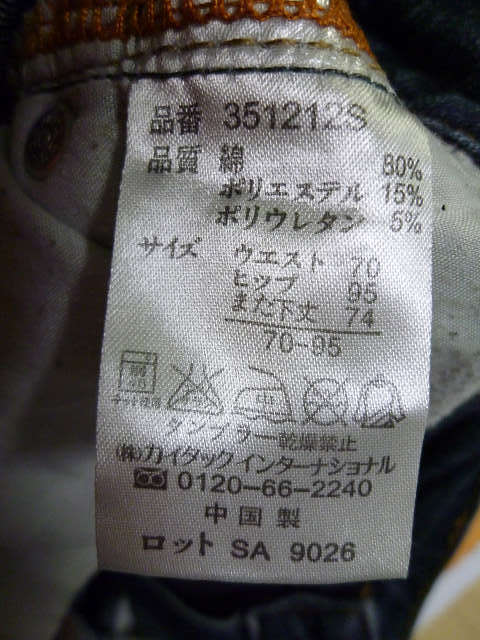 品番 351212S
品質 綿 80%
ポリエステル 15%
ポリウレタン 5%
サイズ ウエスト 70
ヒップ 95
また下丈 74
70-95
タンブラー乾燥禁止
(株)カイタックインターナショナル
0120-66-2240
中国製
ロット SA 9026